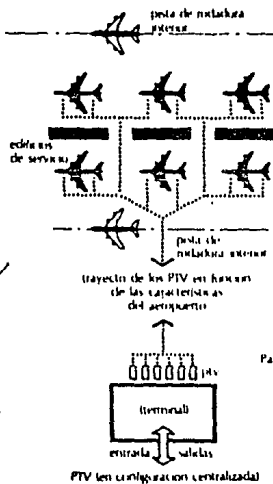 pista de rodadura
interior
edificios
de servicio
pista de
rodadura interior
trayecto de los PTV en función
de las características
del aeropuerto
Pa
ptv
(terminal)
entrada salidas
PTV (en configuración centralizada)